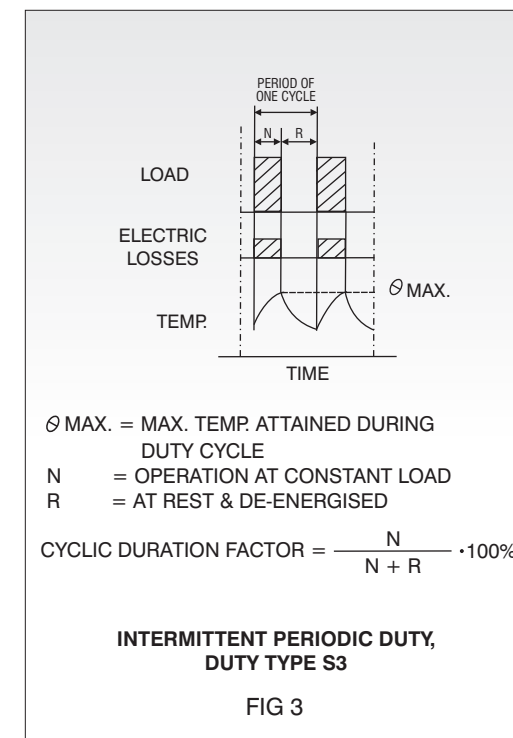 PERIOD OF
ONE CYCLE
N R
LOAD
ELECTRIC
LOSSES
θ MAX.
TEMP.
TIME
θ MAX. = MAX. TEMP. ATTAINED DURING
DUTY CYCLE
N = OPERATION AT CONSTANT LOAD
R = AT REST & DE-ENERGISED
CYCLIC DURATION FACTOR = N / N + R •100%
INTERMITTENT PERIODIC DUTY,
DUTY TYPE S3
FIG 3